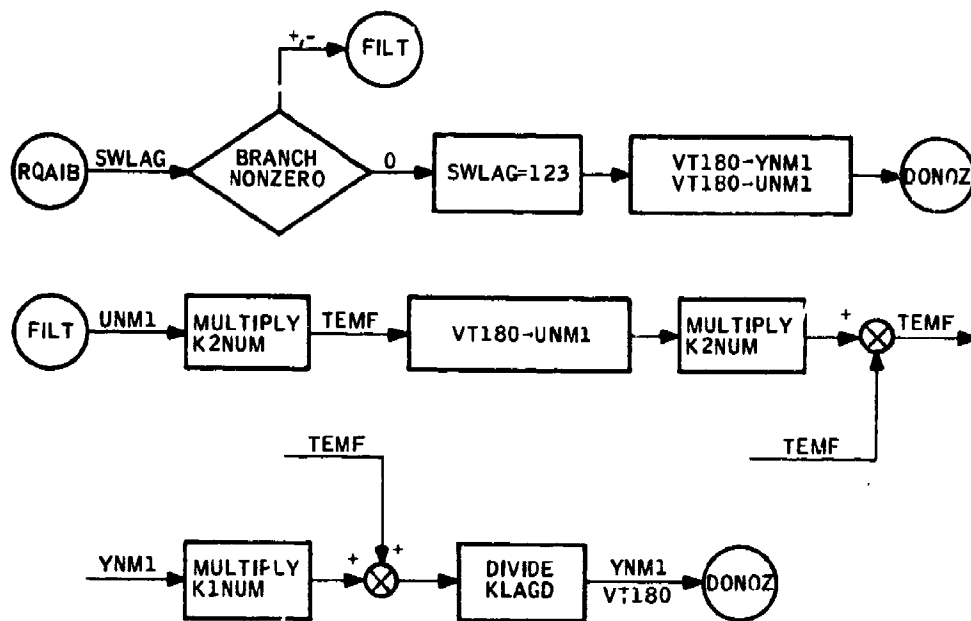 +,-
FILT
RQAIB
SWLAG
BRANCH
NONZERO
0
SWLAG=123
VT180→YNM1
VT180→UNM1
DONOZ
FILT
UNM1
MULTIPLY
K2NUM
TEMF
VT180→UNM1
MULTIPLY
K2NUM
+
TEMF
TEMF
TEMF
YNM1
MULTIPLY
K1NUM
+
+
DIVIDE
KLAGD
YNM1
VT180
DONOZ